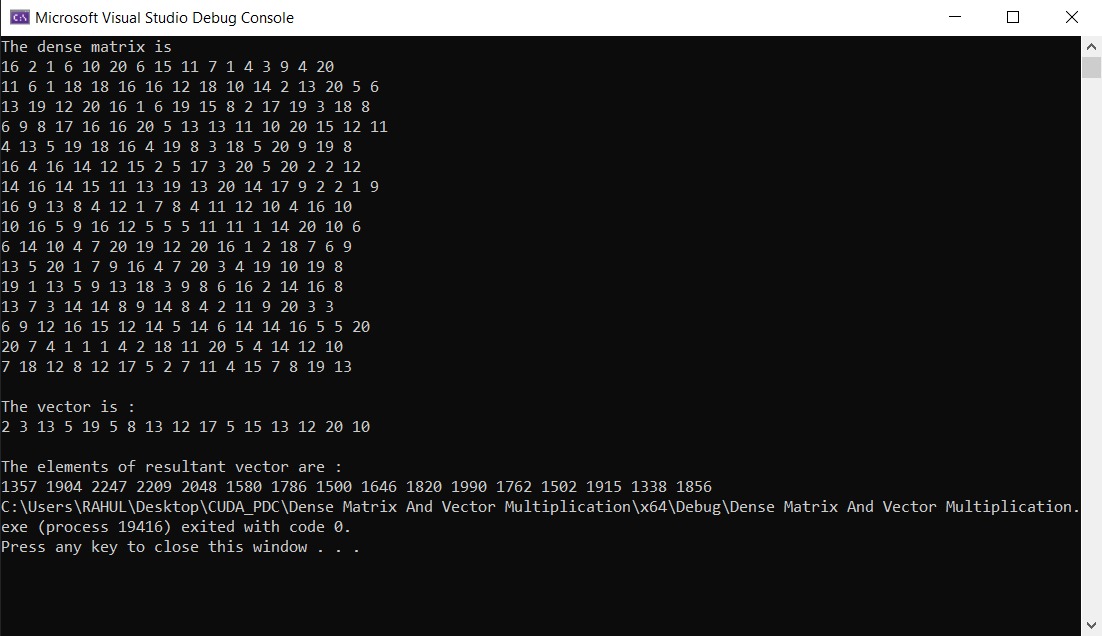 Microsoft Visual Studio Debug Console
The dense matrix is
16 2 1 6 10 20 6 15 11 7 1 4 3 9 4 20
11 6 1 18 18 16 16 12 18 10 14 2 13 20 5 6
13 19 12 20 16 1 6 19 15 8 2 17 19 3 18 8
6 9 8 17 16 16 20 5 13 13 11 10 20 15 12 11
4 13 5 19 18 16 4 19 8 3 18 5 20 9 19 8
16 4 16 14 12 15 2 5 17 3 20 5 20 2 2 12
14 16 14 15 11 13 19 13 20 14 17 9 2 2 1 9
16 9 13 8 4 12 1 7 8 4 11 12 10 4 16 10
10 16 5 9 16 12 5 5 5 11 11 1 14 20 10 6
6 14 10 4 7 20 19 12 20 16 1 2 18 7 6 9
13 5 20 1 7 9 16 4 7 20 3 4 19 10 19 8
19 1 13 5 9 13 18 3 9 8 6 16 2 14 16 8
13 7 3 14 14 8 9 14 8 4 2 11 9 20 3 3
6 9 12 16 15 12 14 5 14 6 14 14 16 5 5 20
20 7 4 1 1 1 4 2 18 11 20 5 4 14 12 10
7 18 12 8 12 17 5 2 7 11 4 15 7 8 19 13
The vector is :
2 3 13 5 19 5 8 13 12 17 5 15 13 12 20 10
The elements of resultant vector are :
1357 1904 2247 2209 2048 1580 1786 1500 1646 1820 1990 1762 1502 1915 1338 1856
C:\Users\RAHUL\Desktop\CUDA_PDC\Dense Matrix And Vector Multiplication\x64\Debug\Dense Matrix And Vector Multiplication.
exe (process 19416) exited with code 0.
Press any key to close this window . . .